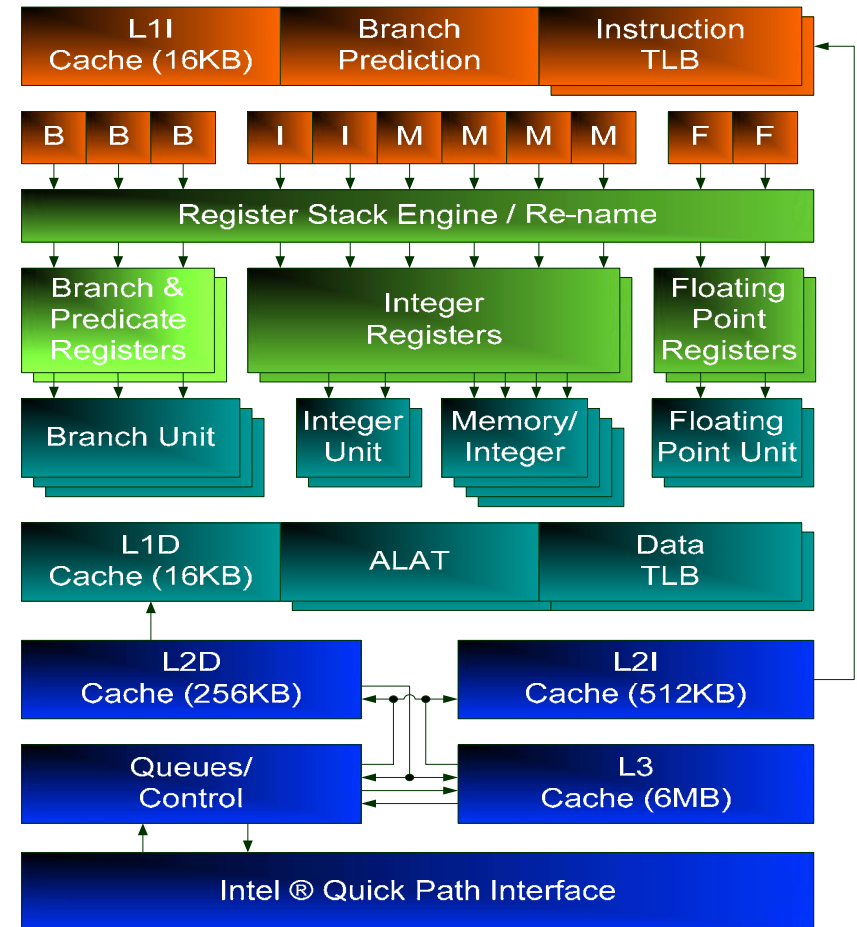 L1I
Cache (16KB)
Branch
Prediction
Instruction
TLB
B B B I I M M M M F F
Register Stack Engine / Re-name
Branch &
Predicate
Registers
Integer
Registers
Floating
Point
Registers
Branch Unit
Integer
Unit
Memory/
Integer
Floating
Point Unit
L1D
Cache (16KB)
ALAT
Data
TLB
L2D
Cache (256KB)
L2I
Cache (512KB)
Queues/
Control
L3
Cache (6MB)
Intel ® Quick Path Interface